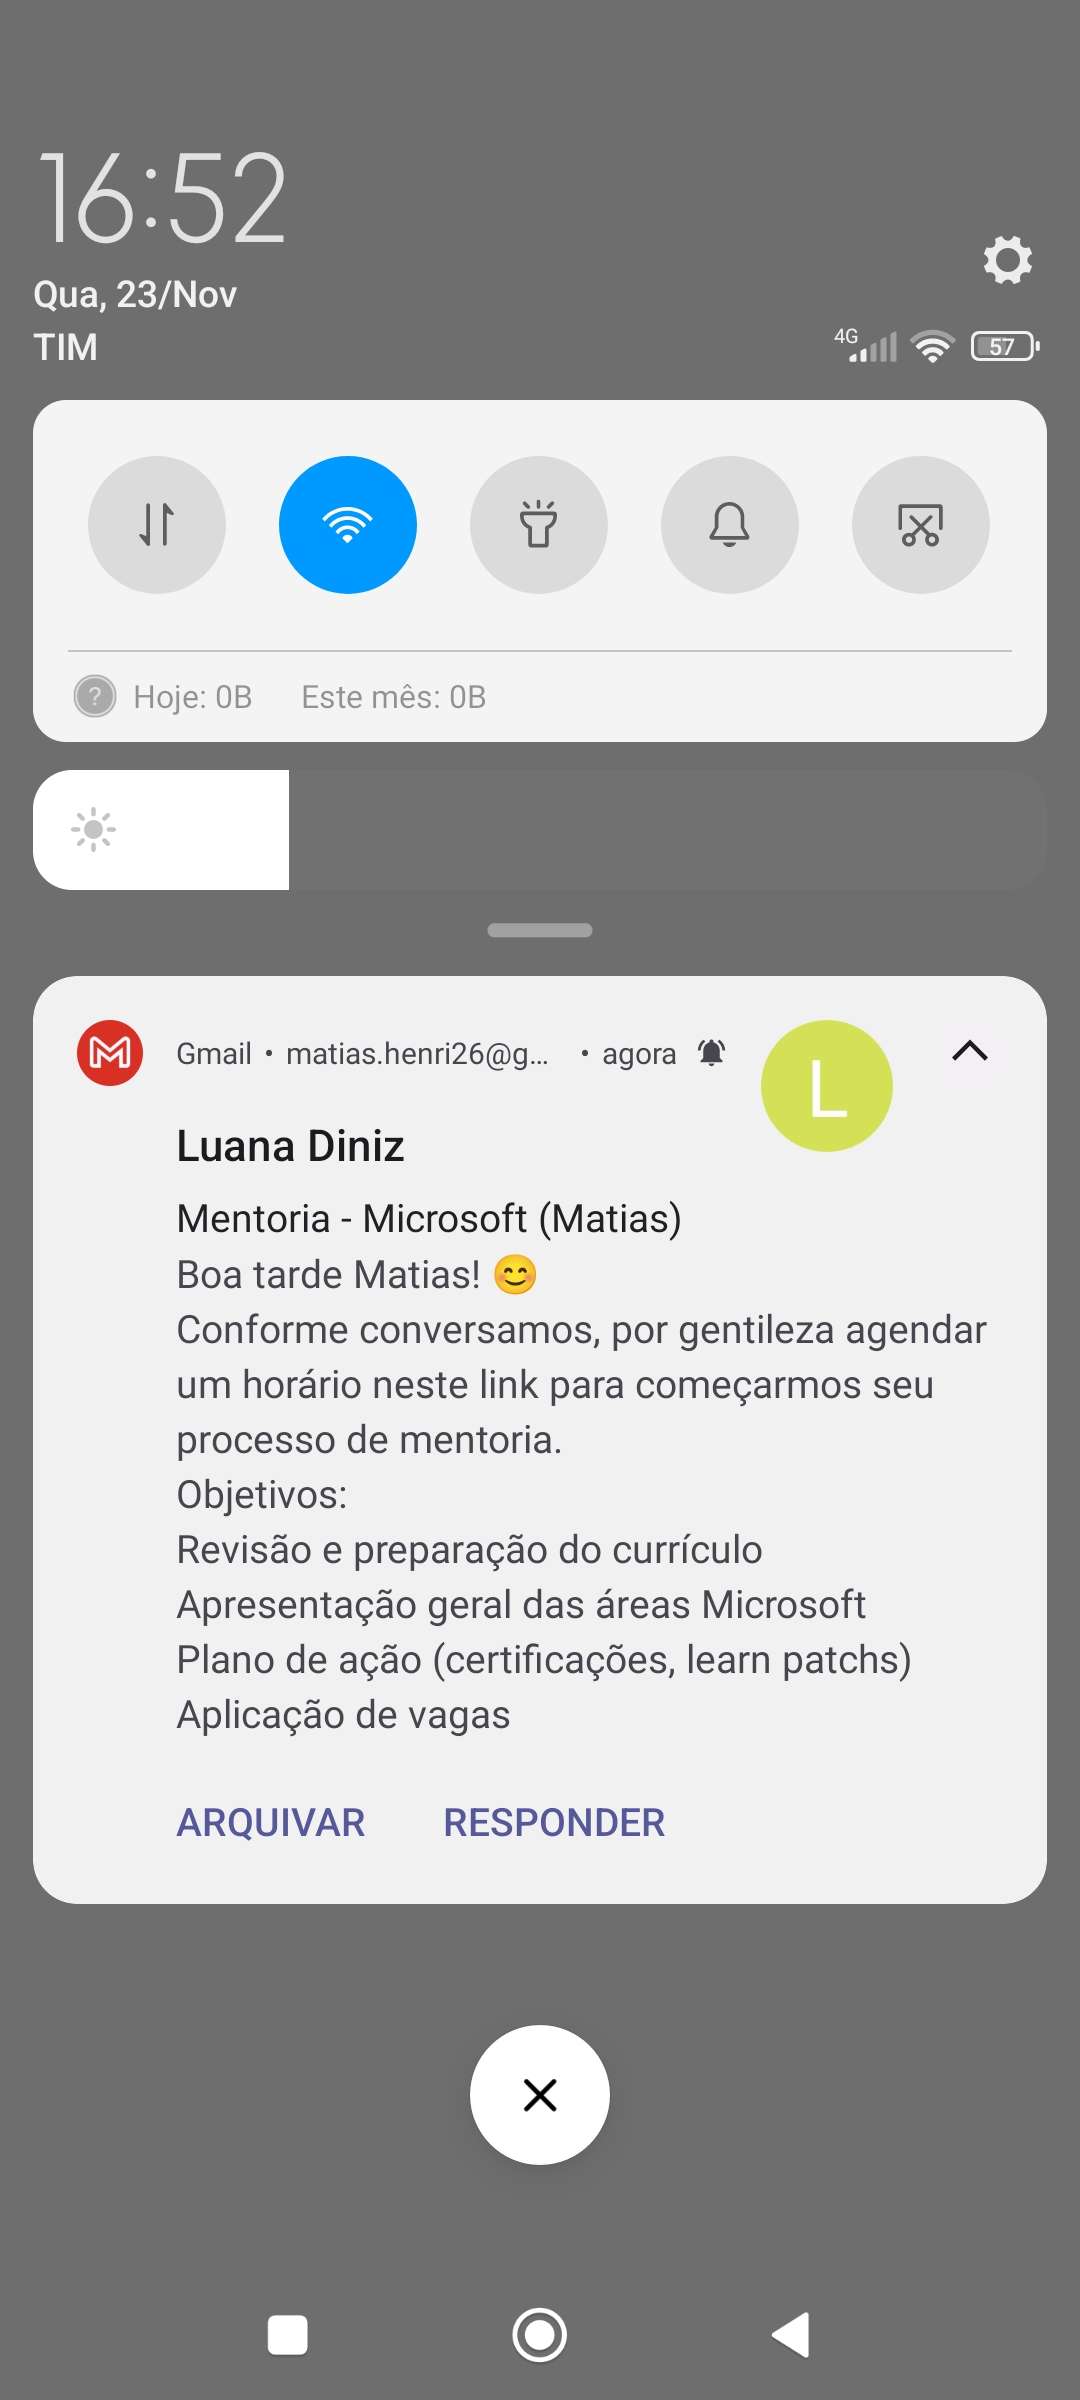 16:52
Qua, 23/Nov
TIM
4G
57
? Hoje: 0B Este mês: 0B
Gmail • matias.henri26@g... • agora
L
Luana Diniz
Mentoria - Microsoft (Matias)
Boa tarde Matias! 😊
Conforme conversamos, por gentileza agendar
um horário neste link para começarmos seu
processo de mentoria.
Objetivos:
Revisão e preparação do currículo
Apresentação geral das áreas Microsoft
Plano de ação (certificações, learn patchs)
Aplicação de vagas
ARQUIVAR RESPONDER